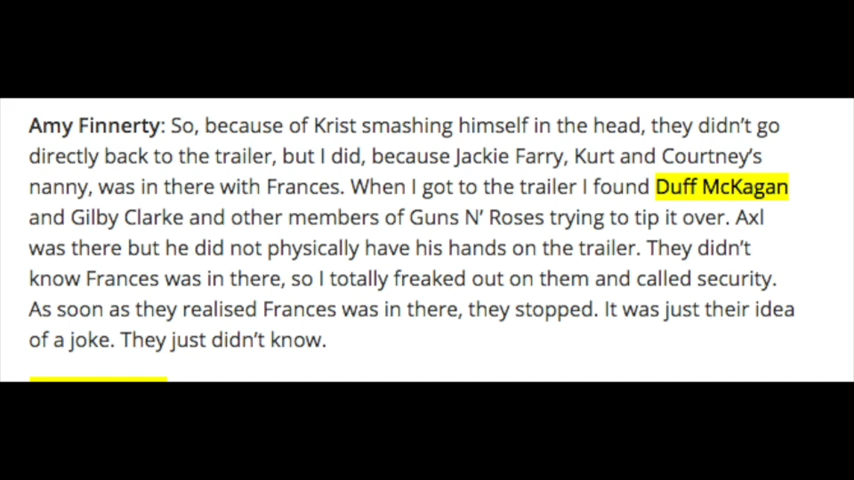 Amy Finnerty: So, because of Krist smashing himself in the head, they didn't go
directly back to the trailer, but I did, because Jackie Farry, Kurt and Courtney's
nanny, was in there with Frances. When I got to the trailer I found Duff McKagan
and Gilby Clarke and other members of Guns N' Roses trying to tip it over. Axl
was there but he did not physically have his hands on the trailer. They didn't
know Frances was in there, so I totally freaked out on them and called security.
As soon as they realised Frances was in there, they stopped. It was just their idea
of a joke. They just didn't know.